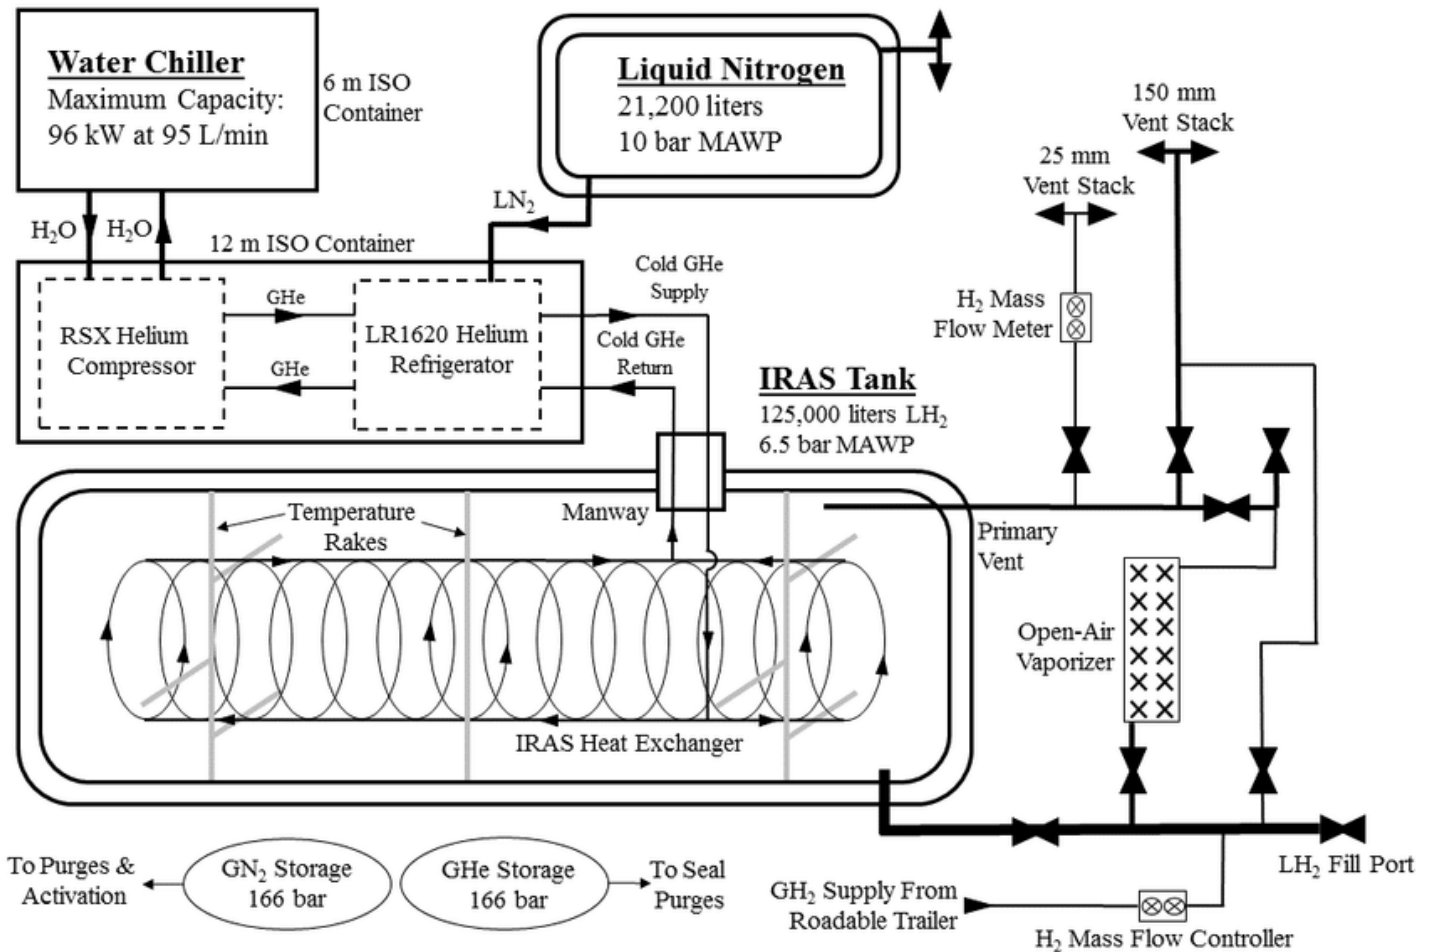 Water Chiller
Maximum Capacity:
96 kW at 95 L/min
6 m ISO
Container
Liquid Nitrogen
21,200 liters
10 bar MAWP
150 mm
Vent Stack
25 mm
Vent Stack
H₂O
H₂O
LN₂
12 m ISO Container
Cold GHe
Supply
GHe
RSX Helium
Compressor
LR1620 Helium
Refrigerator
Cold GHe
Return
GHe
H₂ Mass
Flow Meter
IRAS Tank
125,000 liters LH₂
6.5 bar MAWP
Temperature
Rakes
Manway
Primary
Vent
Open-Air
Vaporizer
IRAS Heat Exchanger
To Purges &
Activation
GN₂ Storage
166 bar
GHe Storage
166 bar
To Seal
Purges
GH₂ Supply From
Roadable Trailer
LH₂ Fill Port
H₂ Mass Flow Controller